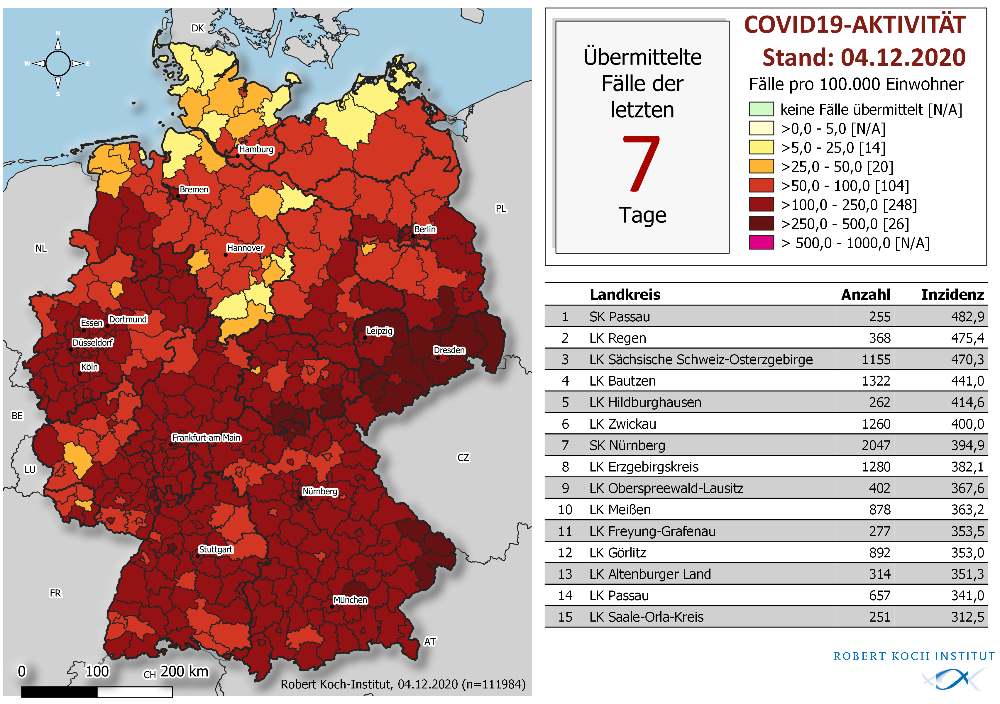 N
W
E
S
DK
PL
NL
BE
LU
FR
CH
AT
CZ
Hamburg
Bremen
Berlin
Hannover
Essen
Dortmund
Düsseldorf
Köln
Leipzig
Dresden
Frankfurt am Main
Nürnberg
Stuttgart
München
0 100 200 km
Robert Koch-Institut, 04.12.2020 (n=111984)
Übermittelte
Fälle der
letzten
7
Tage
COVID19-AKTIVITÄT
Stand: 04.12.2020
Fälle pro 100.000 Einwohner
keine Fälle übermittelt [N/A]
>0,0 - 5,0 [N/A]
>5,0 - 25,0 [14]
>25,0 - 50,0 [20]
>50,0 - 100,0 [104]
>100,0 - 250,0 [248]
>250,0 - 500,0 [26]
> 500,0 - 1000,0 [N/A]
Landkreis Anzahl Inzidenz
1 SK Passau 255 482,9
2 LK Regen 368 475,4
3 LK Sächsische Schweiz-Osterzgebirge 1155 470,3
4 LK Bautzen 1322 441,0
5 LK Hildburghausen 262 414,6
6 LK Zwickau 1260 400,0
7 SK Nürnberg 2047 394,9
8 LK Erzgebirgskreis 1280 382,1
9 LK Oberspreewald-Lausitz 402 367,6
10 LK Meißen 878 363,2
11 LK Freyung-Grafenau 277 353,5
12 LK Görlitz 892 353,0
13 LK Altenburger Land 314 351,3
14 LK Passau 657 341,0
15 LK Saale-Orla-Kreis 251 312,5
ROBERT KOCH INSTITUT